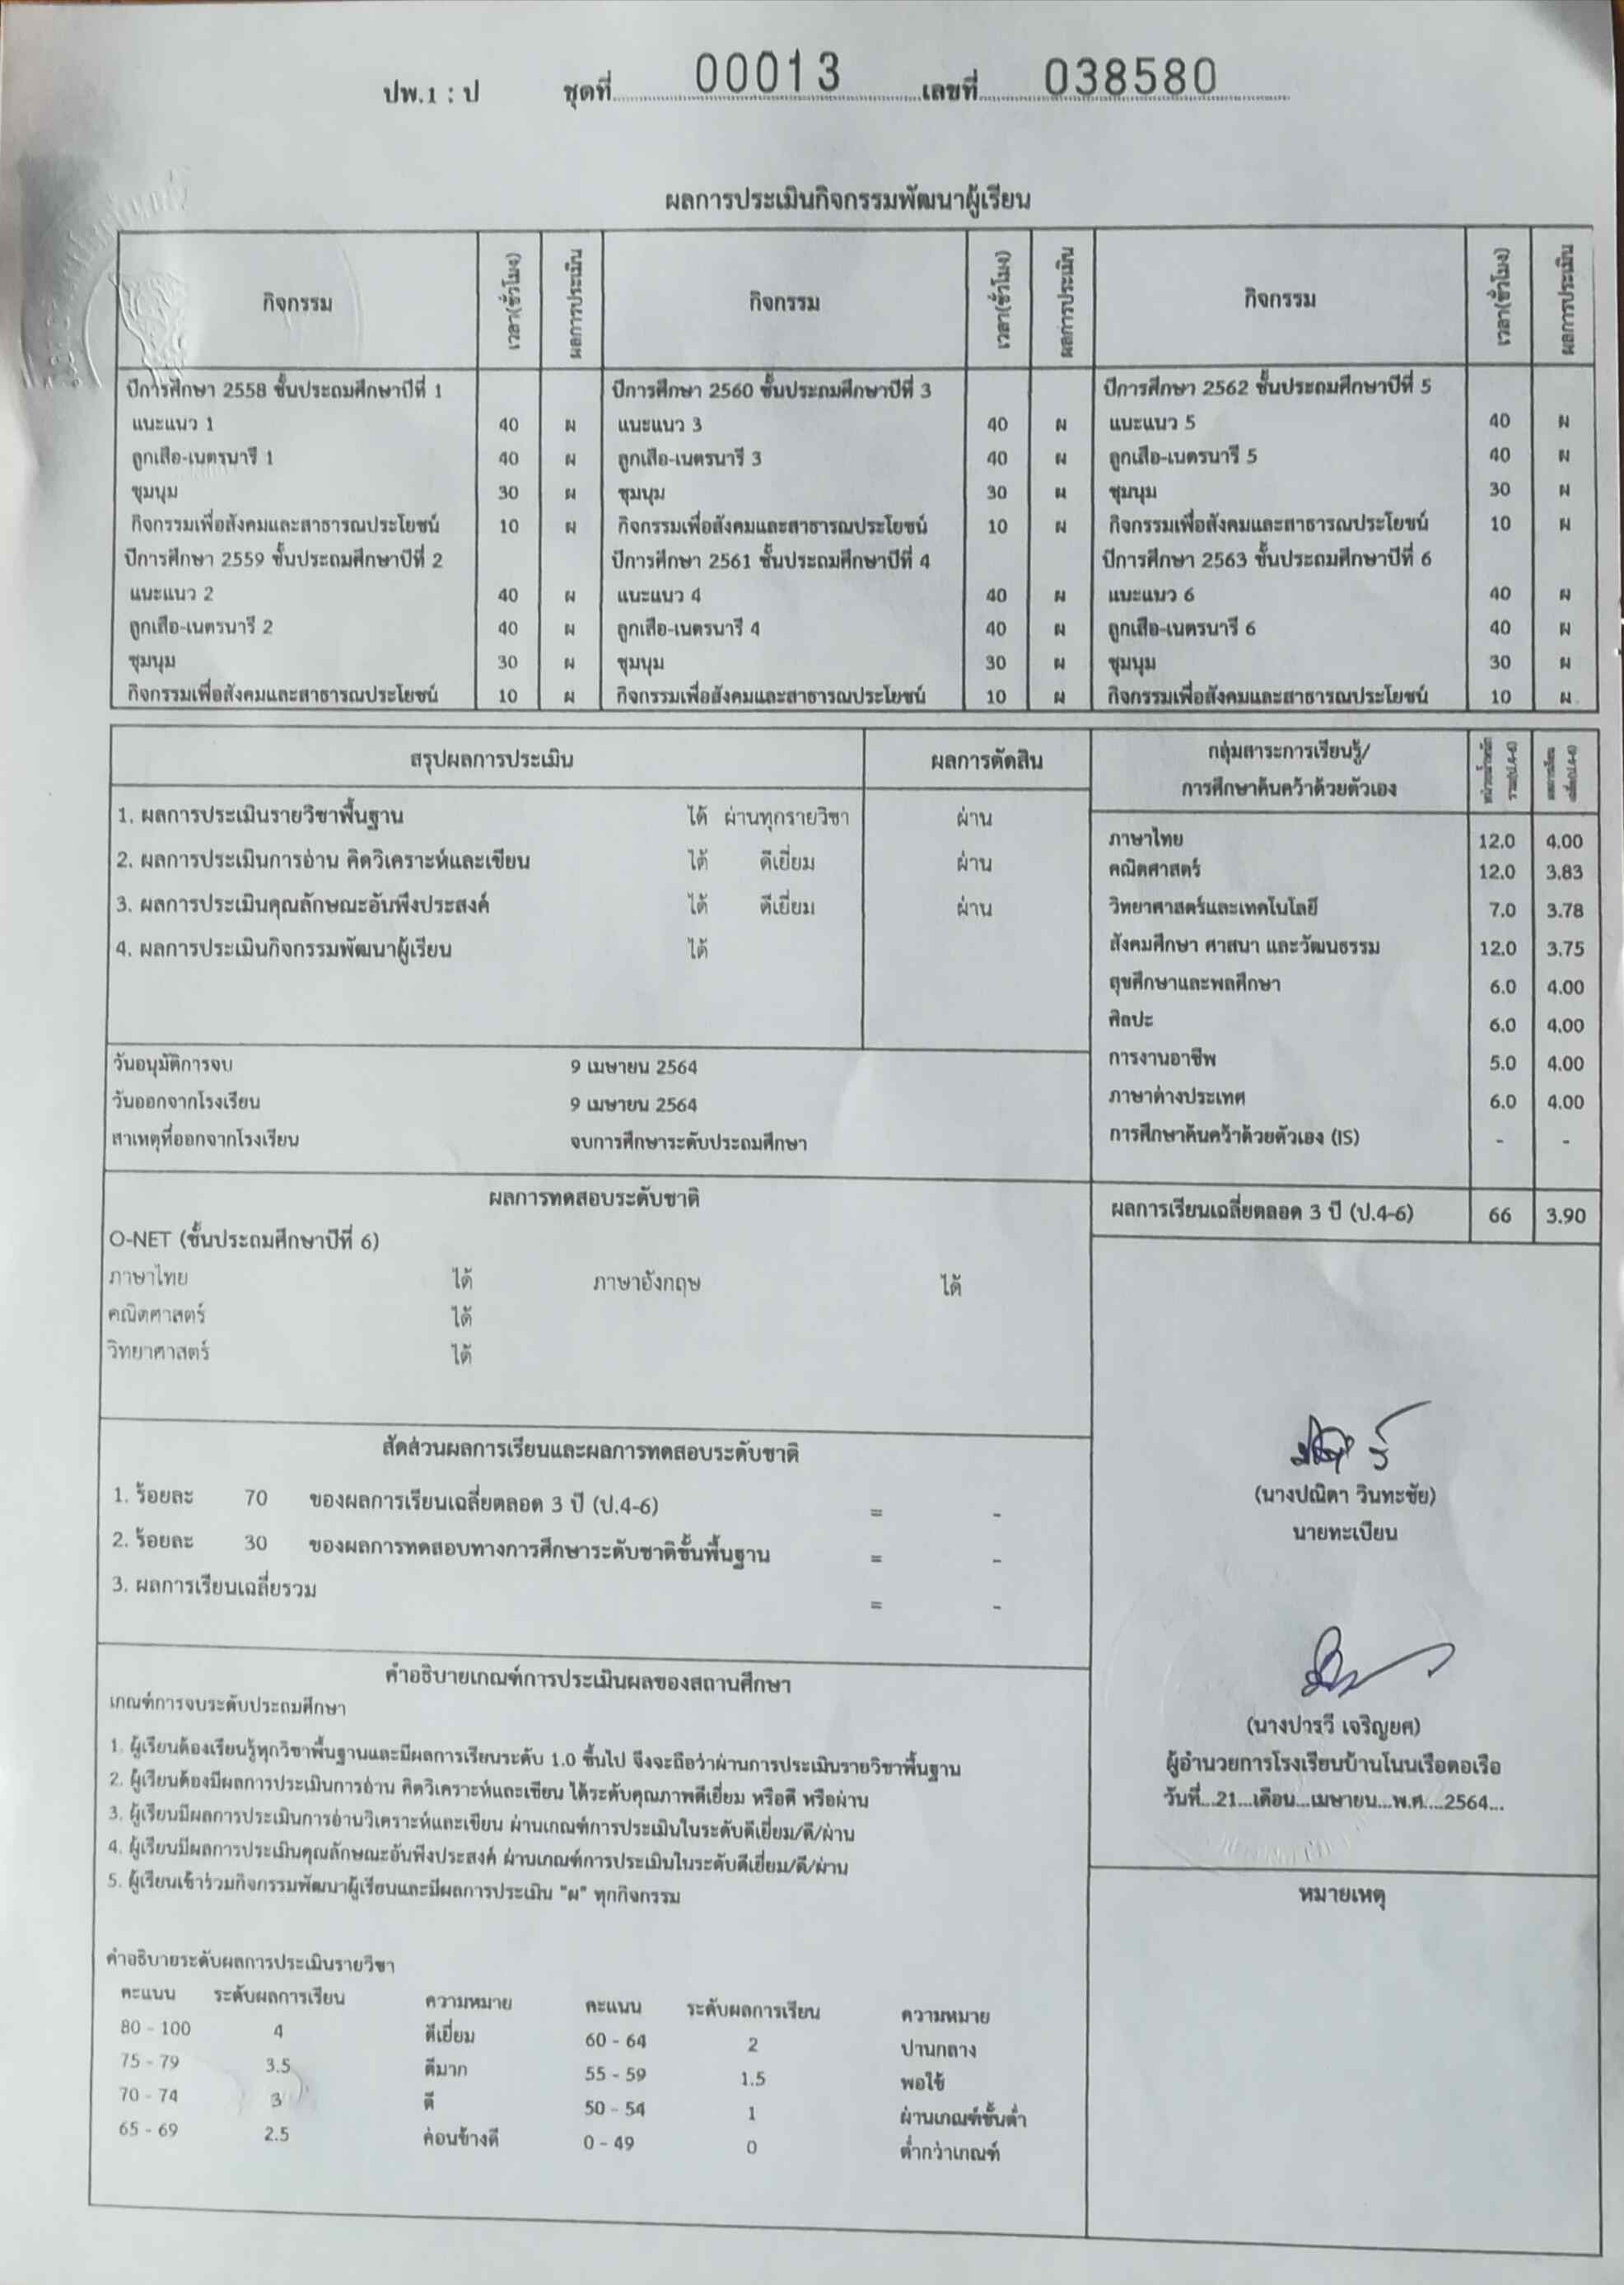 ปพ.1 : ป ชุดที่ 00013 เลขที่ 038580
ผลการประเมินกิจกรรมพัฒนาผู้เรียน
กิจกรรม เวลา(ชั่วโมง) ผลการประเมิน กิจกรรม เวลา(ชั่วโมง) ผลการประเมิน กิจกรรม เวลา(ชั่วโมง) ผลการประเมิน
ปีการศึกษา 2558 ชั้นประถมศึกษาปีที่ 1 ปีการศึกษา 2560 ชั้นประถมศึกษาปีที่ 3 ปีการศึกษา 2562 ชั้นประถมศึกษาปีที่ 5
แนะแนว 1 40 ผ แนะแนว 3 40 ผ แนะแนว 5 40 ผ
ลูกเสือ-เนตรนารี 1 40 ผ ลูกเสือ-เนตรนารี 3 40 ผ ลูกเสือ-เนตรนารี 5 40 ผ
ชุมนุม 30 ผ ชุมนุม 30 ผ ชุมนุม 30 ผ
กิจกรรมเพื่อสังคมและสาธารณประโยชน์ 10 ผ กิจกรรมเพื่อสังคมและสาธารณประโยชน์ 10 ผ กิจกรรมเพื่อสังคมและสาธารณประโยชน์ 10 ผ
ปีการศึกษา 2559 ชั้นประถมศึกษาปีที่ 2 ปีการศึกษา 2561 ชั้นประถมศึกษาปีที่ 4 ปีการศึกษา 2563 ชั้นประถมศึกษาปีที่ 6
แนะแนว 2 40 ผ แนะแนว 4 40 ผ แนะแนว 6 40 ผ
ลูกเสือ-เนตรนารี 2 40 ผ ลูกเสือ-เนตรนารี 4 40 ผ ลูกเสือ-เนตรนารี 6 40 ผ
ชุมนุม 30 ผ ชุมนุม 30 ผ ชุมนุม 30 ผ
กิจกรรมเพื่อสังคมและสาธารณประโยชน์ 10 ผ กิจกรรมเพื่อสังคมและสาธารณประโยชน์ 10 ผ กิจกรรมเพื่อสังคมและสาธารณประโยชน์ 10 ผ
สรุปผลการประเมิน ผลการตัดสิน
1. ผลการประเมินรายวิชาพื้นฐาน ได้ ผ่านทุกรายวิชา ผ่าน
2. ผลการประเมินการอ่าน คิดวิเคราะห์และเขียน ได้ ดีเยี่ยม ผ่าน
3. ผลการประเมินคุณลักษณะอันพึงประสงค์ ได้ ดีเยี่ยม ผ่าน
4. ผลการประเมินกิจกรรมพัฒนาผู้เรียน ได้
วันอนุมัติการจบ 9 เมษายน 2564
วันออกจากโรงเรียน 9 เมษายน 2564
สาเหตุที่ออกจากโรงเรียน จบการศึกษาระดับประถมศึกษา
ผลการทดสอบระดับชาติ
O-NET (ชั้นประถมศึกษาปีที่ 6)
ภาษาไทย ได้ ภาษาอังกฤษ ได้
คณิตศาสตร์ ได้
วิทยาศาสตร์ ได้
สัดส่วนผลการเรียนและผลการทดสอบระดับชาติ
1. ร้อยละ 70 ของผลการเรียนเฉลี่ยตลอด 3 ปี (ป.4-6) = -
2. ร้อยละ 30 ของผลการทดสอบทางการศึกษาระดับชาติขั้นพื้นฐาน = -
3. ผลการเรียนเฉลี่ยรวม = -
คำอธิบายเกณฑ์การประเมินผลของสถานศึกษา
เกณฑ์การจบระดับประถมศึกษา
1. ผู้เรียนต้องเรียนรู้ทุกวิชาพื้นฐานและมีผลการเรียนระดับ 1.0 ขึ้นไป จึงจะถือว่าผ่านการประเมินรายวิชาพื้นฐาน
2. ผู้เรียนต้องมีผลการประเมินการอ่าน คิดวิเคราะห์และเขียน ได้ระดับคุณภาพดีเยี่ยม หรือดี หรือผ่าน
3. ผู้เรียนมีผลการประเมินการอ่านวิเคราะห์และเขียน ผ่านเกณฑ์การประเมินในระดับดีเยี่ยม/ดี/ผ่าน
4. ผู้เรียนมีผลการประเมินคุณลักษณะอันพึงประสงค์ ผ่านเกณฑ์การประเมินในระดับดีเยี่ยม/ดี/ผ่าน
5. ผู้เรียนเข้าร่วมกิจกรรมพัฒนาผู้เรียนและมีผลการประเมิน "ผ" ทุกกิจกรรม
คำอธิบายระดับผลการประเมินรายวิชา
คะแนน ระดับผลการเรียน ความหมาย คะแนน ระดับผลการเรียน ความหมาย
80 - 100 4 ดีเยี่ยม 60 - 64 2 ปานกลาง
75 - 79 3.5 ดีมาก 55 - 59 1.5 พอใช้
70 - 74 3 ดี 50 - 54 1 ผ่านเกณฑ์ขั้นต่ำ
65 - 69 2.5 ค่อนข้างดี 0 - 49 0 ต่ำกว่าเกณฑ์
กลุ่มสาระการเรียนรู้/
การศึกษาค้นคว้าด้วยตัวเอง
ภาษาไทย 12.0 4.00
คณิตศาสตร์ 12.0 3.83
วิทยาศาสตร์และเทคโนโลยี 7.0 3.78
สังคมศึกษา ศาสนา และวัฒนธรรม 12.0 3.75
สุขศึกษาและพลศึกษา 6.0 4.00
ศิลปะ 6.0 4.00
การงานอาชีพ 5.0 4.00
ภาษาต่างประเทศ 6.0 4.00
การศึกษาค้นคว้าด้วยตัวเอง (IS) - -
ผลการเรียนเฉลี่ยตลอด 3 ปี (ป.4-6) 66 3.90
(นางปณิดา วินทะชัย)
นายทะเบียน
(นางปารวี เจริญยศ)
ผู้อำนวยการโรงเรียนบ้านโนนเรือตอเรือ
วันที่...21...เดือน...เมษายน...พ.ศ....2564...
หมายเหตุ